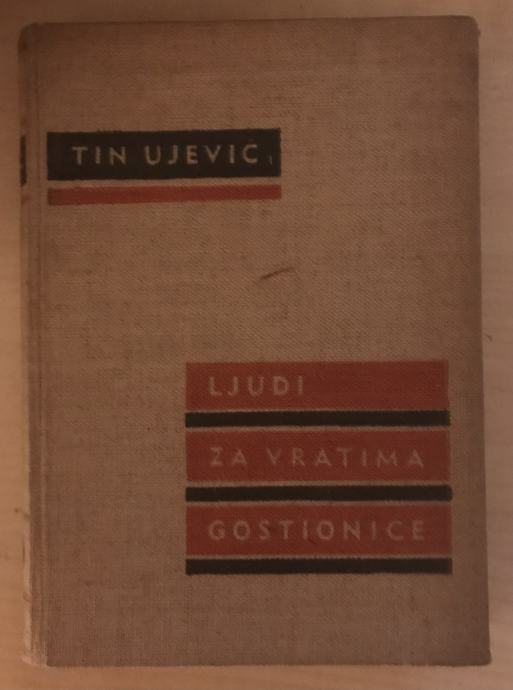 TIN UJEVIĆ
LJUDI
ZA VRATIMA
GOSTIONICE